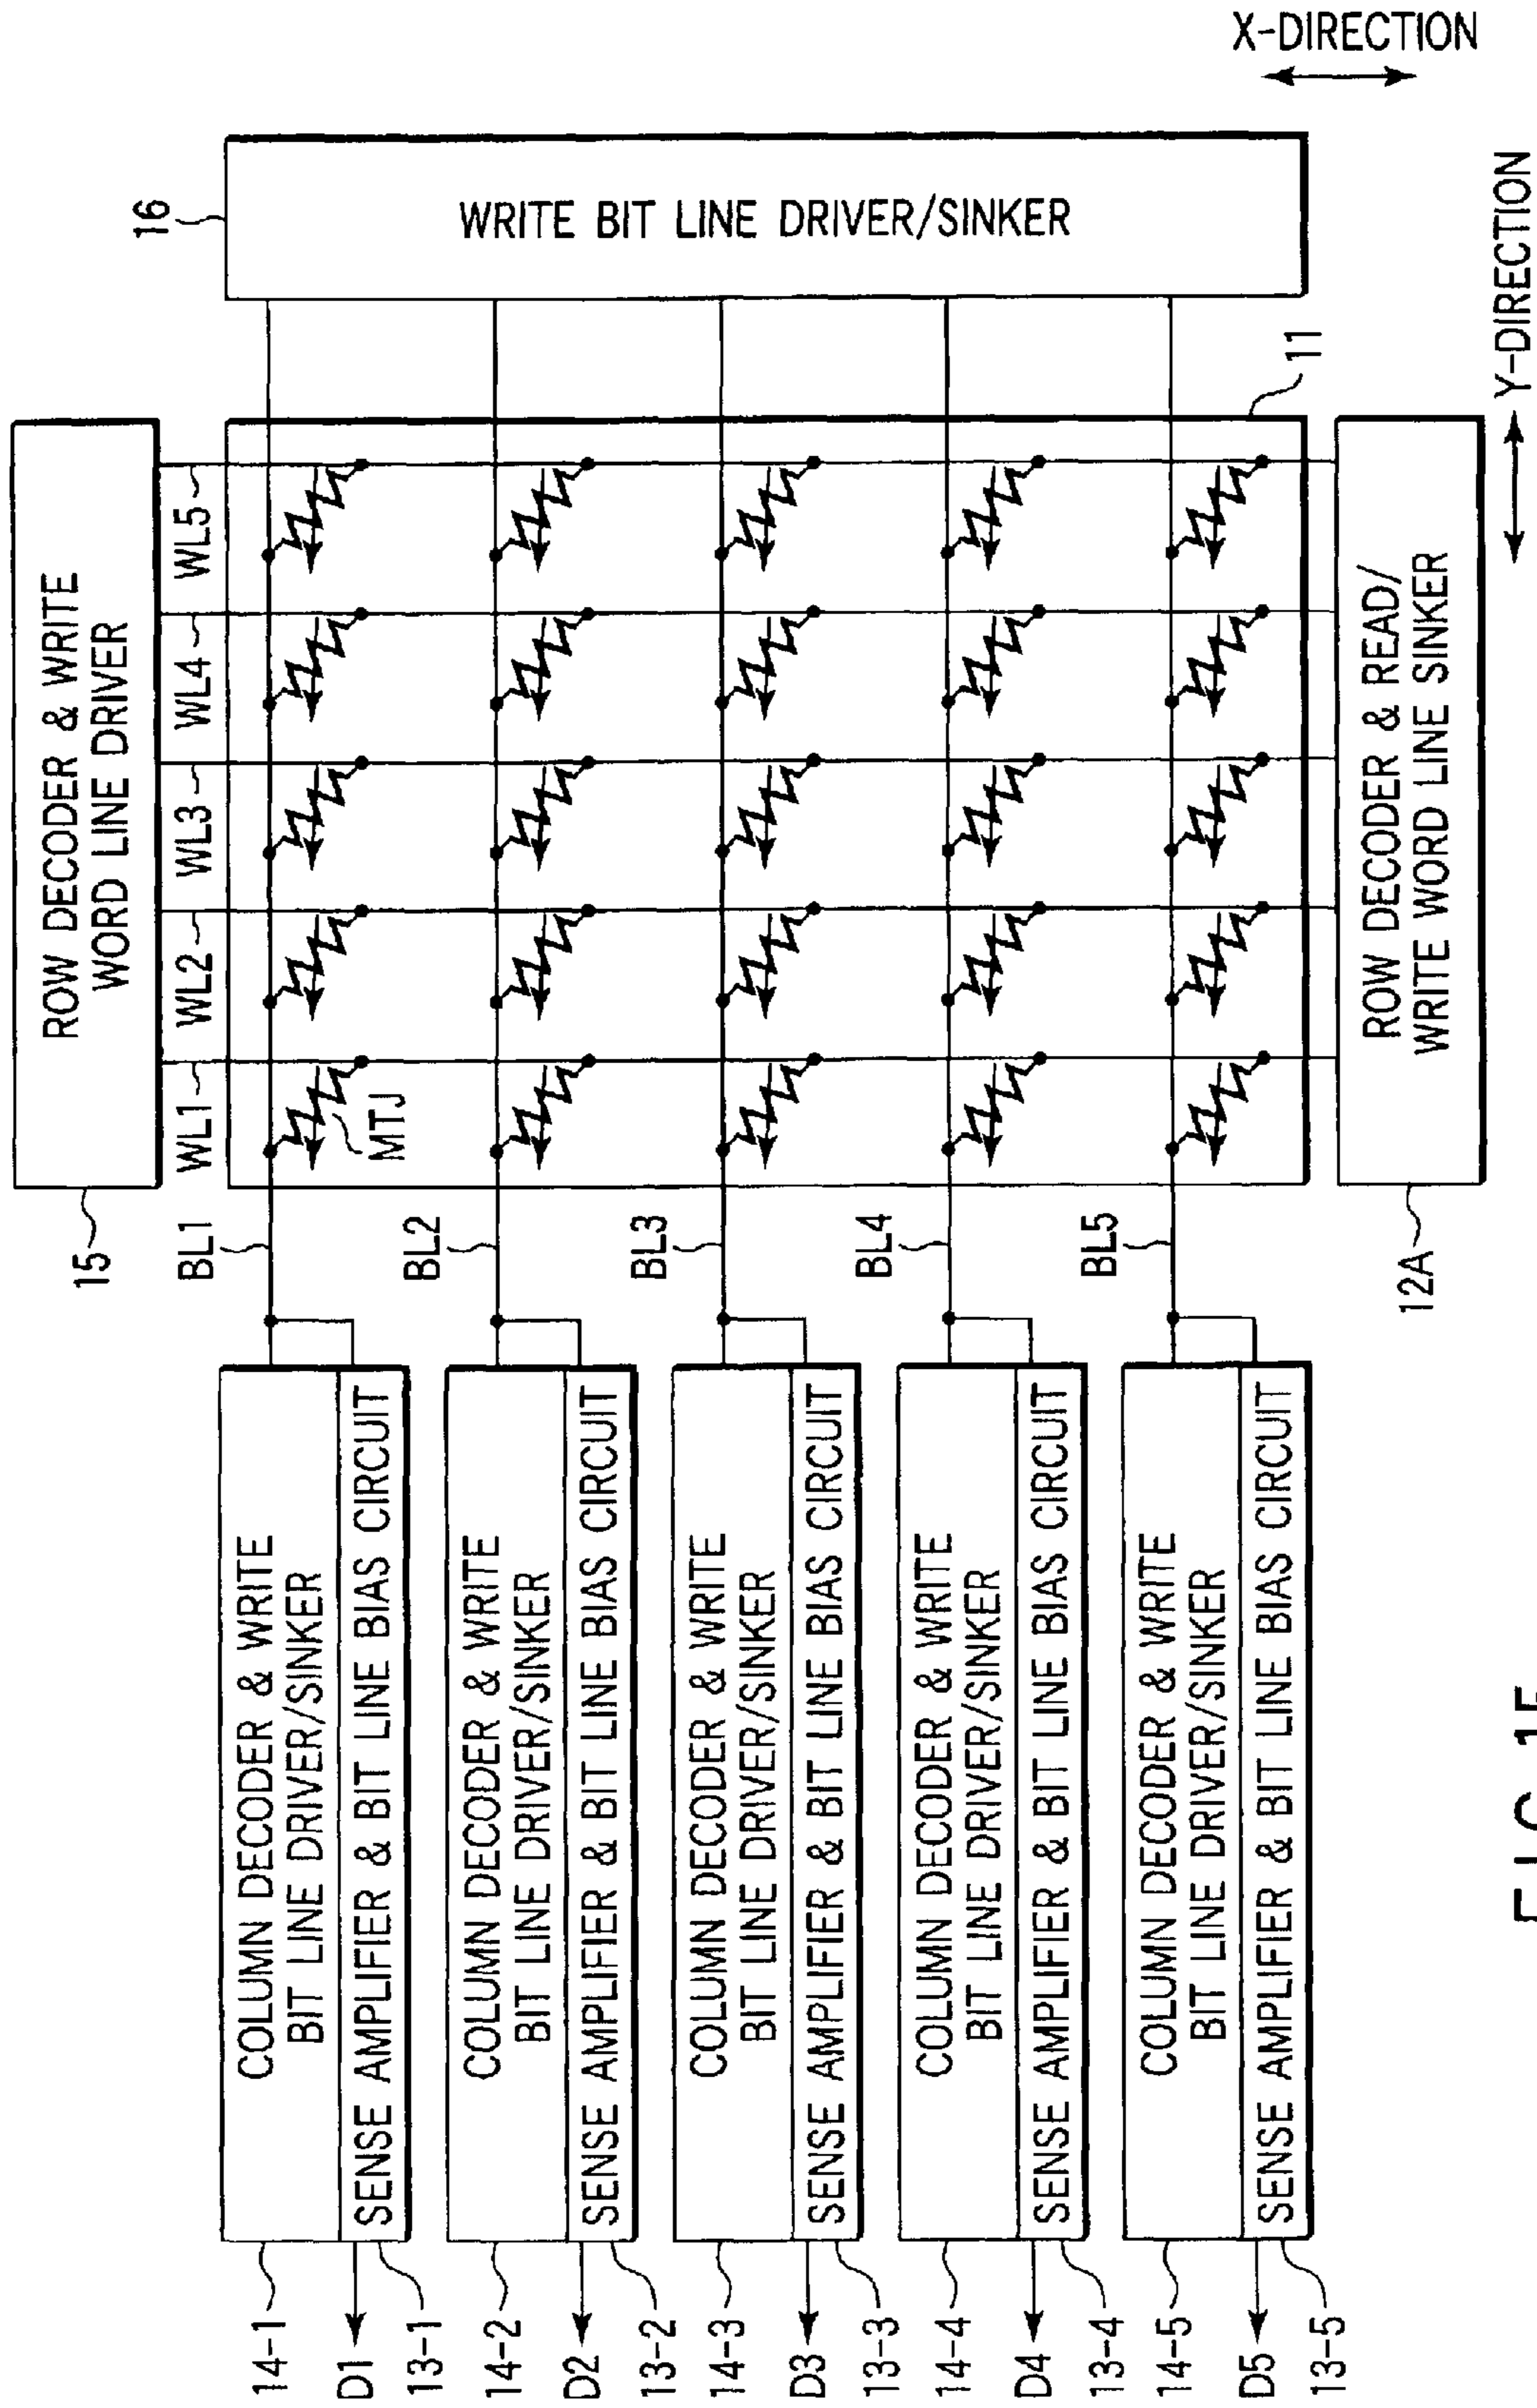 X-DIRECTION
16
WRITE BIT LINE DRIVER/SINKER
Y-DIRECTION
11
ROW DECODER & WRITE
WORD LINE DRIVER
15
WL1
WL2
WL3
WL4
WL5
MTJ
ROW DECODER & READ/
WRITE WORD LINE SINKER
12A
BL1
BL2
BL3
BL4
BL5
COLUMN DECODER & WRITE
BIT LINE DRIVER/SINKER
SENSE AMPLIFIER & BIT LINE BIAS CIRCUIT
14-1
D1
13-1
COLUMN DECODER & WRITE
BIT LINE DRIVER/SINKER
SENSE AMPLIFIER & BIT LINE BIAS CIRCUIT
14-2
D2
13-2
COLUMN DECODER & WRITE
BIT LINE DRIVER/SINKER
SENSE AMPLIFIER & BIT LINE BIAS CIRCUIT
14-3
D3
13-3
COLUMN DECODER & WRITE
BIT LINE DRIVER/SINKER
SENSE AMPLIFIER & BIT LINE BIAS CIRCUIT
14-4
D4
13-4
COLUMN DECODER & WRITE
BIT LINE DRIVER/SINKER
SENSE AMPLIFIER & BIT LINE BIAS CIRCUIT
14-5
D5
13-5